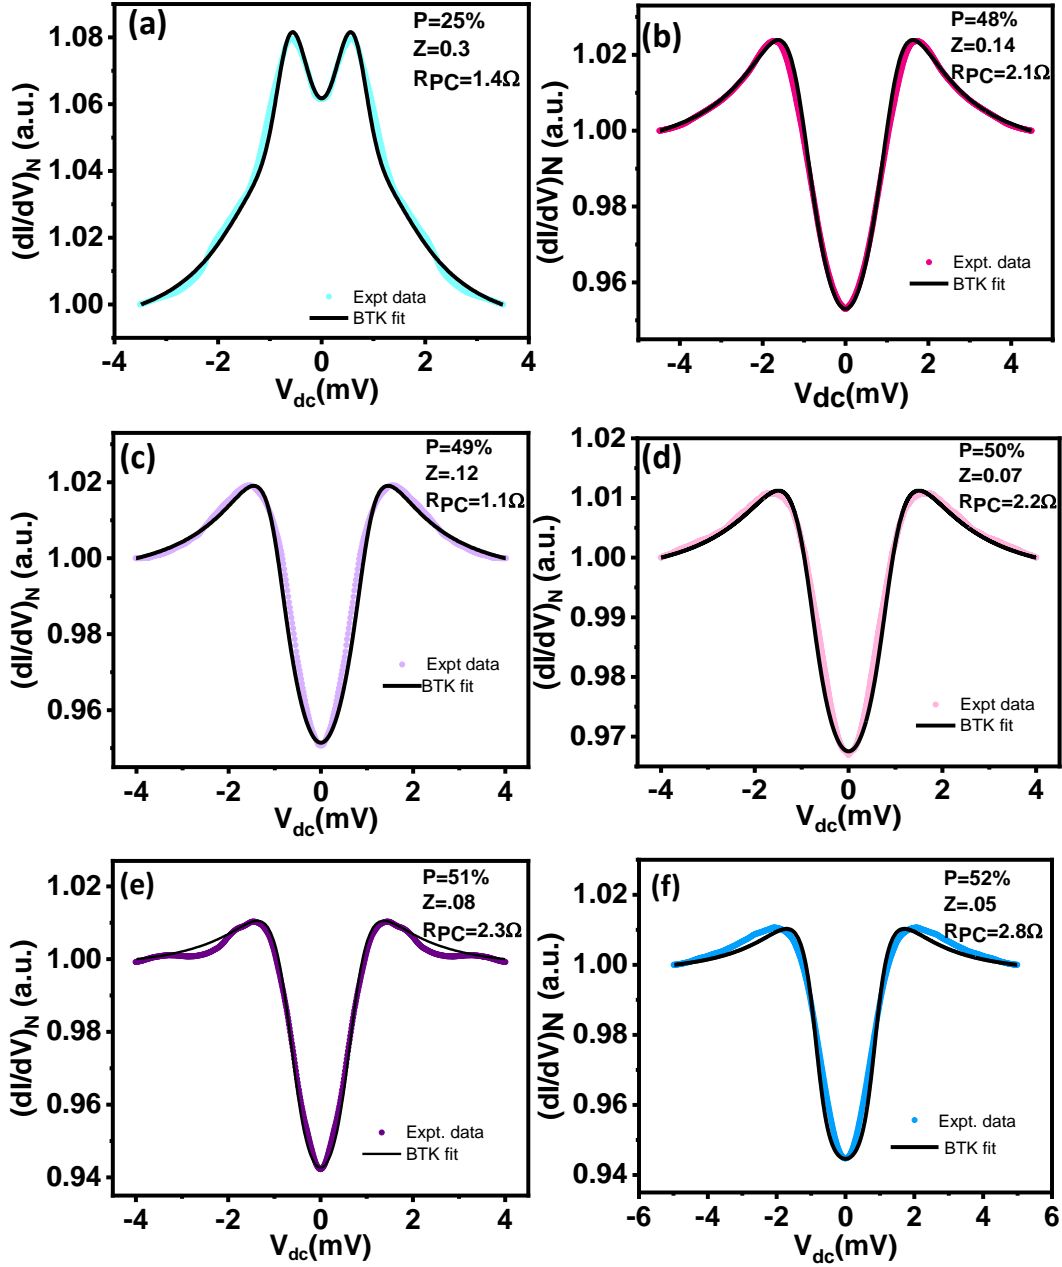 (a)
P=25%
Z=0.3
RPC=1.4Ω
(dI/dV)N (a.u.)
1.08
1.06
1.04
1.02
1.00
Expt data
BTK fit
-4 -2 0 2 4
Vdc(mV)
(b)
P=48%
Z=0.14
RPC=2.1Ω
(dI/dV)N (a.u.)
1.02
1.00
0.98
0.96
Expt. data
BTK fit
-4 -2 0 2 4
Vdc(mV)
(c)
P=49%
Z=.12
RPC=1.1Ω
(dI/dV)N (a.u.)
1.02
1.00
0.98
0.96
Expt data
BTK fit
-4 -2 0 2 4
Vdc(mV)
(d)
P=50%
Z=0.07
RPC=2.2Ω
(dI/dV)N (a.u.)
1.02
1.01
1.00
0.99
0.98
0.97
Expt data
BTK fit
-4 -2 0 2 4
Vdc(mV)
(e)
P=51%
Z=.08
RPC=2.3Ω
(dI/dV)N (a.u.)
1.02
1.00
0.98
0.96
0.94
Expt. data
BTK fit
-4 -2 0 2 4
Vdc(mV)
(f)
P=52%
Z=.05
RPC=2.8Ω
(dI/dV)N (a.u.)
1.02
1.00
0.98
0.96
0.94
Expt. data
BTK fit
-6 -4 -2 0 2 4 6
Vdc(mV)